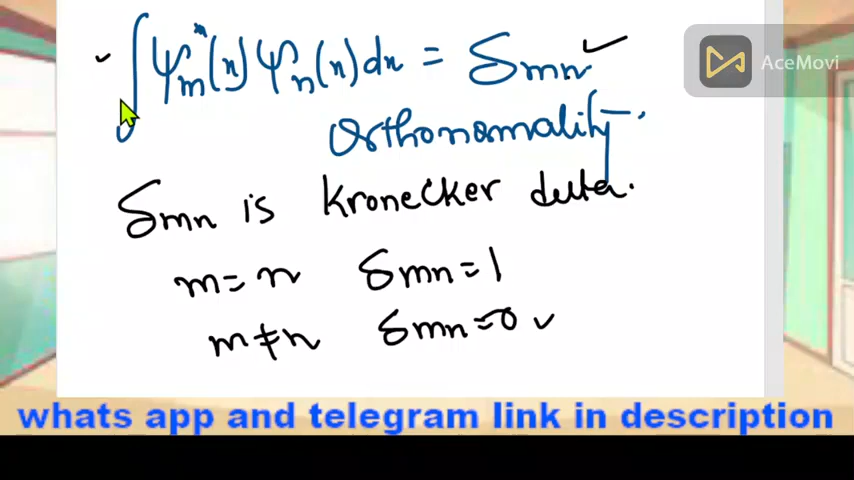 ∫ψₘ*(x) ψₙ(x) dx = δmn
AceMovi
Orthonomality
δmn is kronecker delta.
m = n δmn = 1
m ≠ n δmn = 0
whats app and telegram link in description